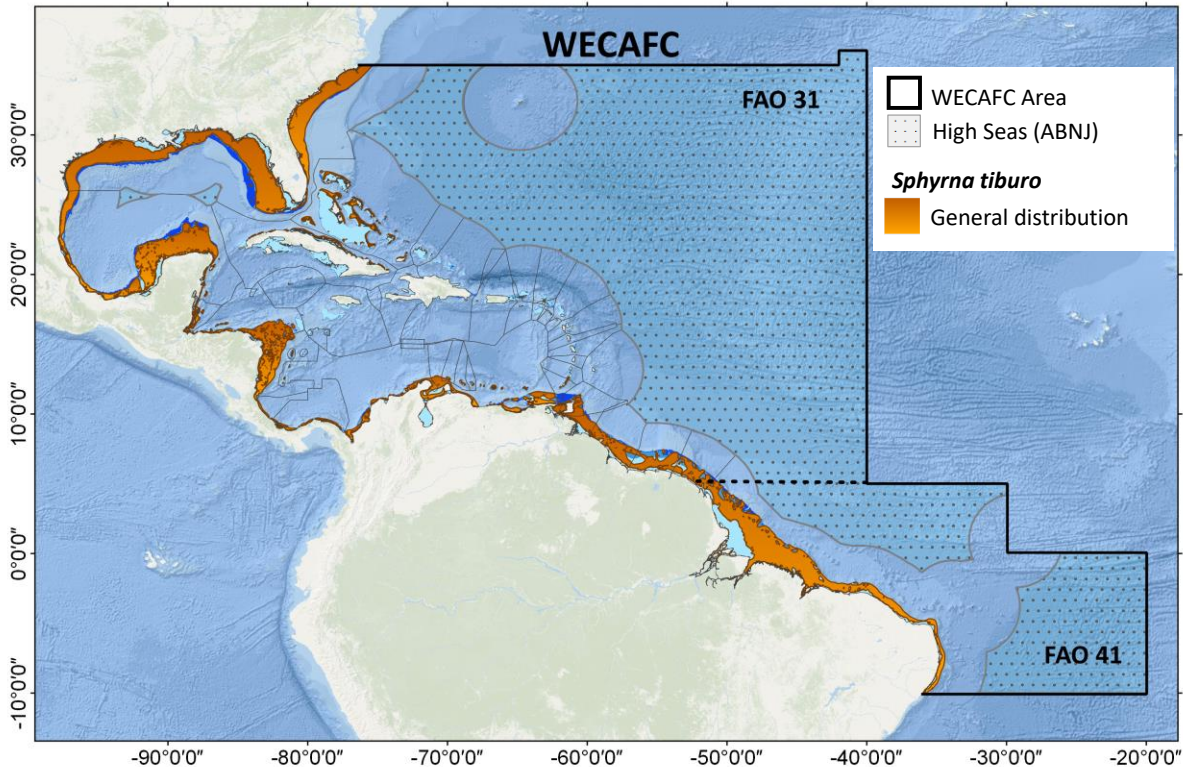 WECAFC
FAO 31
WECAFC Area
High Seas (ABNJ)
Sphyrna tiburo
General distribution
FAO 41
30°0'0"
20°0'0"
10°0'0"
0°0'0"
-10°0'0"
-90°0'0"
-80°0'0"
-70°0'0"
-60°0'0"
-50°0'0"
-40°0'0"
-30°0'0"
-20°0'0"